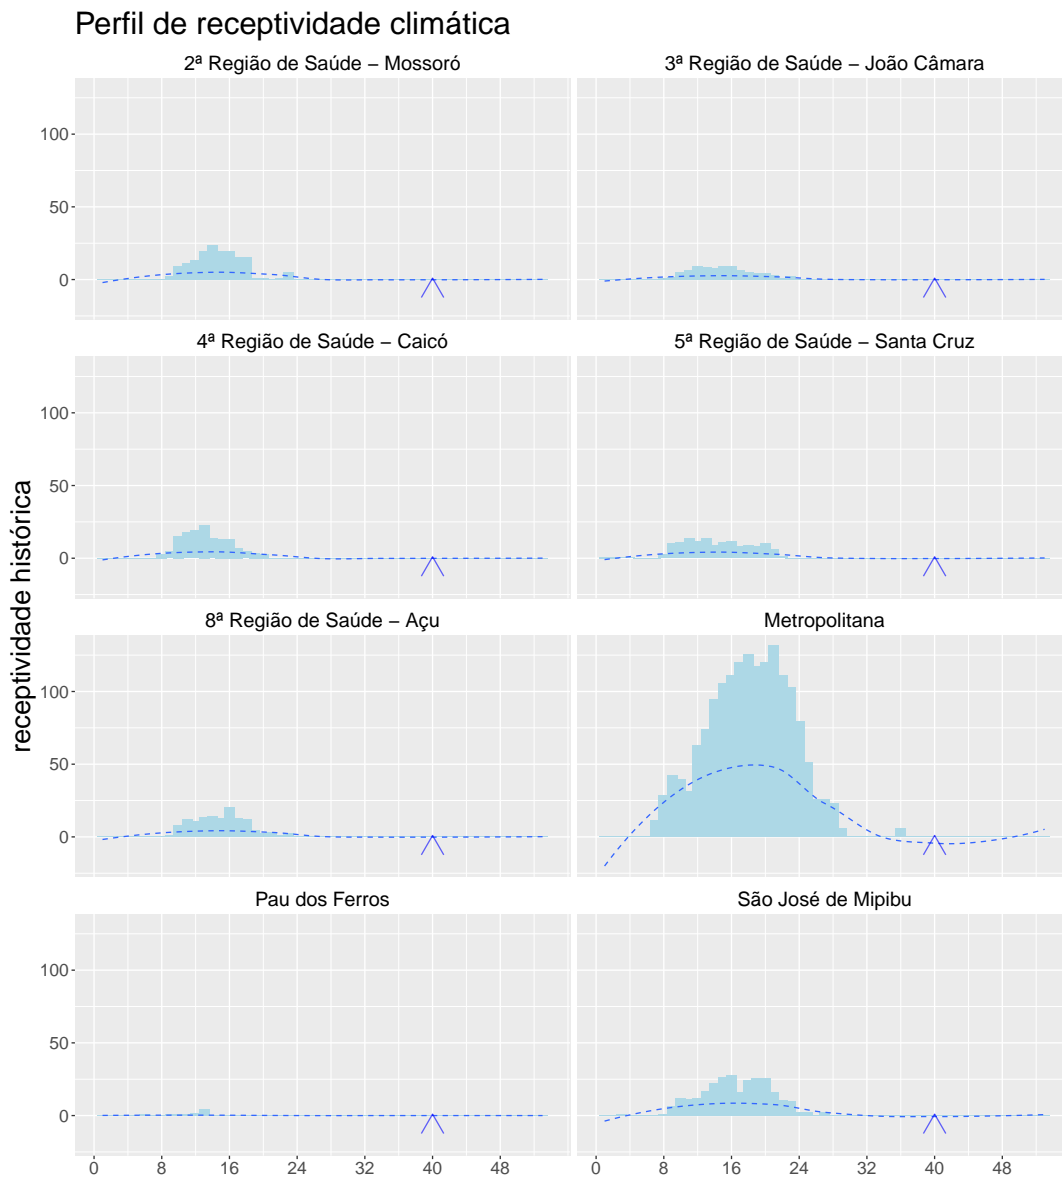 Perfil de receptividade climática
2ª Região de Saúde − Mossoró
3ª Região de Saúde − João Câmara
100
50
0
4ª Região de Saúde − Caicó
5ª Região de Saúde − Santa Cruz
100
50
0
receptividade histórica
8ª Região de Saúde − Açu
Metropolitana
100
50
0
Pau dos Ferros
São José de Mipibu
100
50
0
0 8 16 24 32 40 48
0 8 16 24 32 40 48